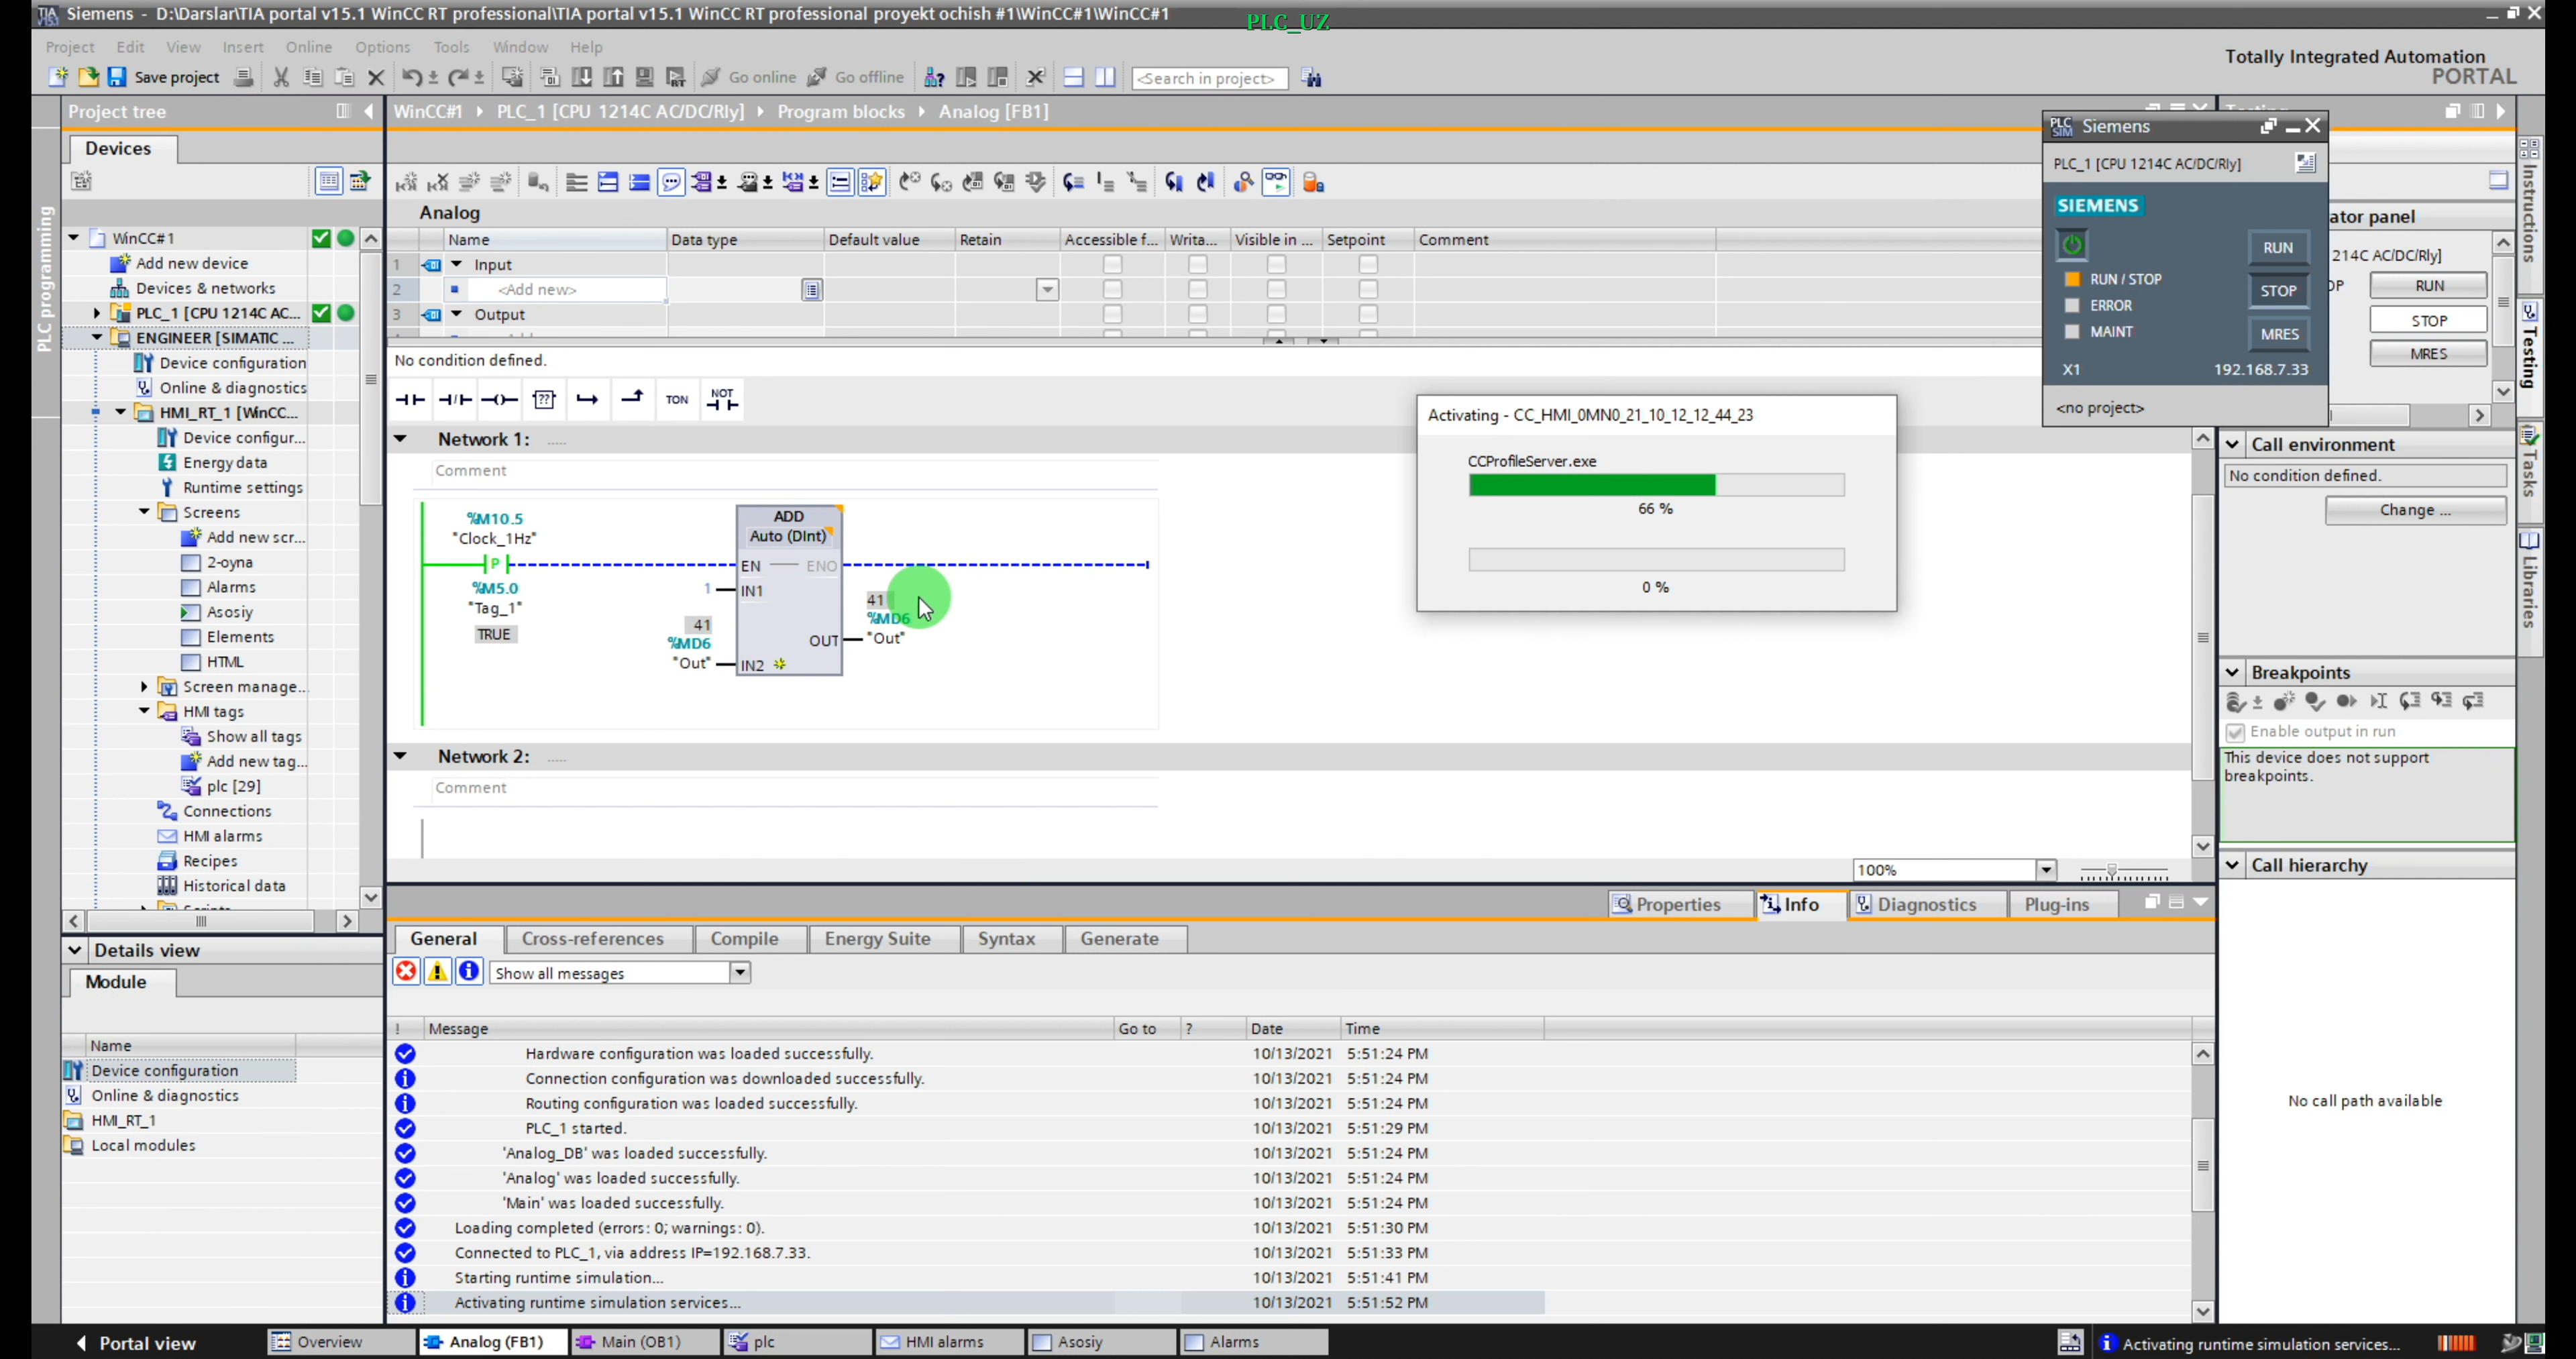 Siemens - D:\Darslar\TIA portal v15.1 WinCC RT professional\TIA portal v15.1 WinCC RT professional proyekt ochish #1\WinCC#1\WinCC#1
PLC_UZ
Project Edit View Insert Online Options Tools Window Help
Totally Integrated Automation
PORTAL
Save project
Go online
Go offline
<Search in project>
Project tree
WinCC#1 PLC_1 [CPU 1214C AC/DC/Rly] Program blocks Analog [FB1]
Devices
PLC programming
WinCC#1
Add new device
Devices & networks
PLC_1 [CPU 1214C AC...
ENGINEER [SIMATIC ...
Device configuration
Online & diagnostics
HMI_RT_1 [WinCC...
Device configur...
Energy data
Runtime settings
Screens
Add new scr...
2-oyna
Alarms
Asosiy
Elements
HTML
Screen manage...
HMI tags
Show all tags
Add new tag...
plc [29]
Connections
HMI alarms
Recipes
Historical data
Details view
Module
Name
Device configuration
Online & diagnostics
HMI_RT_1
Local modules
Analog
Name Data type Default value Retain Accessible f... Writa... Visible in ... Setpoint Comment
1 Input
2 <Add new>
3 Output
No condition defined.
?? TON NOT
Network 1: .....
Comment
%M10.5
"Clock_1Hz"
P
%M5.0
"Tag_1"
TRUE
ADD
Auto (DInt)
EN ENO
1 IN1
41
%MD6
"Out" IN2
OUT
41
%MD6
"Out"
Network 2: .....
Comment
100%
Activating - CC_HMI_0MN0_21_10_12_12_44_23
CCProfileServer.exe
66 %
0 %
PLC SIM Siemens
PLC_1 [CPU 1214C AC/DC/Rly]
SIEMENS
RUN
RUN / STOP
STOP
ERROR
MAINT
MRES
X1 192.168.7.33
<no project>
ator panel
214C AC/DC/Rly]
OP
RUN
STOP
MRES
Call environment
No condition defined.
Change ...
Breakpoints
Enable output in run
This device does not support
breakpoints.
Call hierarchy
No call path available
Instructions
Testing
Tasks
Libraries
Properties Info Diagnostics Plug-ins
General Cross-references Compile Energy Suite Syntax Generate
Show all messages
! Message Go to ? Date Time
Hardware configuration was loaded successfully. 10/13/2021 5:51:24 PM
Connection configuration was downloaded successfully. 10/13/2021 5:51:24 PM
Routing configuration was loaded successfully. 10/13/2021 5:51:24 PM
PLC_1 started. 10/13/2021 5:51:29 PM
'Analog_DB' was loaded successfully. 10/13/2021 5:51:24 PM
'Analog' was loaded successfully. 10/13/2021 5:51:24 PM
'Main' was loaded successfully. 10/13/2021 5:51:24 PM
Loading completed (errors: 0; warnings: 0). 10/13/2021 5:51:30 PM
Connected to PLC_1, via address IP=192.168.7.33. 10/13/2021 5:51:33 PM
Starting runtime simulation... 10/13/2021 5:51:41 PM
Activating runtime simulation services... 10/13/2021 5:51:52 PM
Portal view Overview Analog (FB1) Main (OB1) plc HMI alarms Asosiy Alarms Activating runtime simulation services...